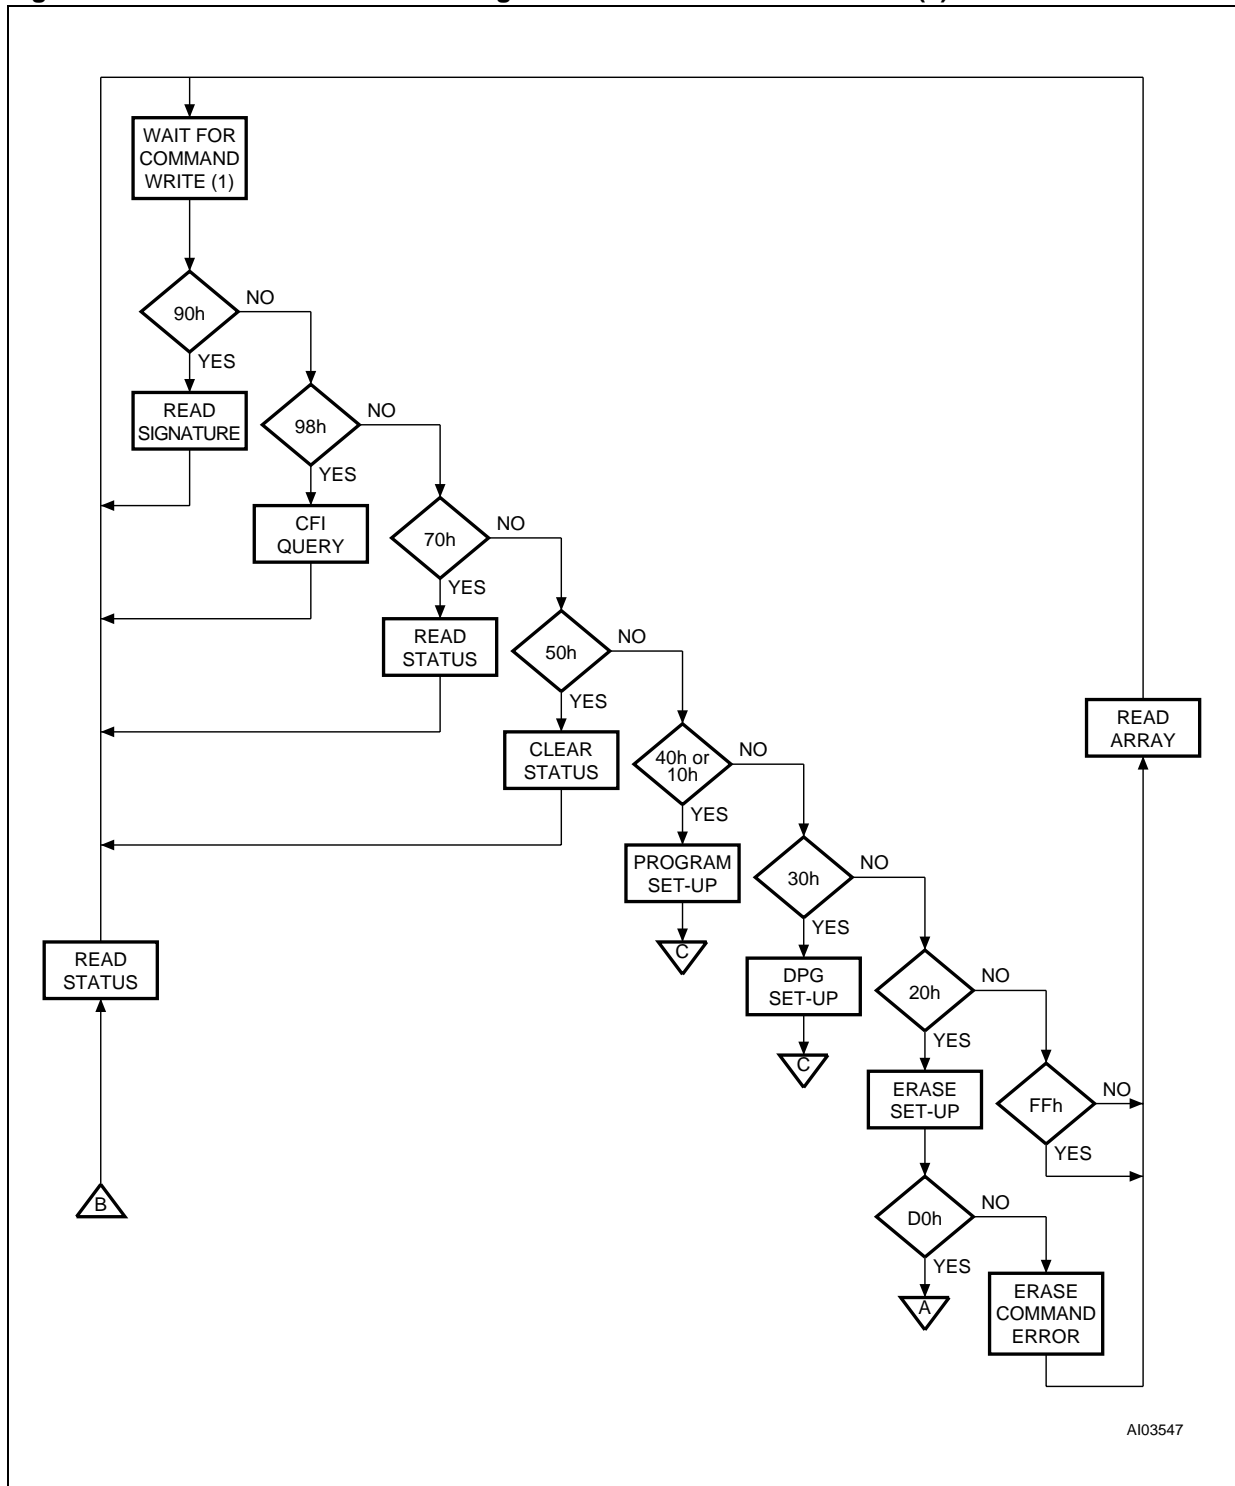 WAIT FOR
COMMAND
WRITE (1)
90h
NO
YES
READ
SIGNATURE
98h
NO
YES
CFI
QUERY
70h
NO
YES
READ
STATUS
50h
NO
YES
CLEAR
STATUS
40h or
10h
NO
YES
PROGRAM
SET-UP
C
30h
NO
YES
DPG
SET-UP
C
20h
NO
YES
ERASE
SET-UP
FFh
NO
YES
D0h
NO
YES
A
ERASE
COMMAND
ERROR
READ
ARRAY
READ
STATUS
B
AI03547